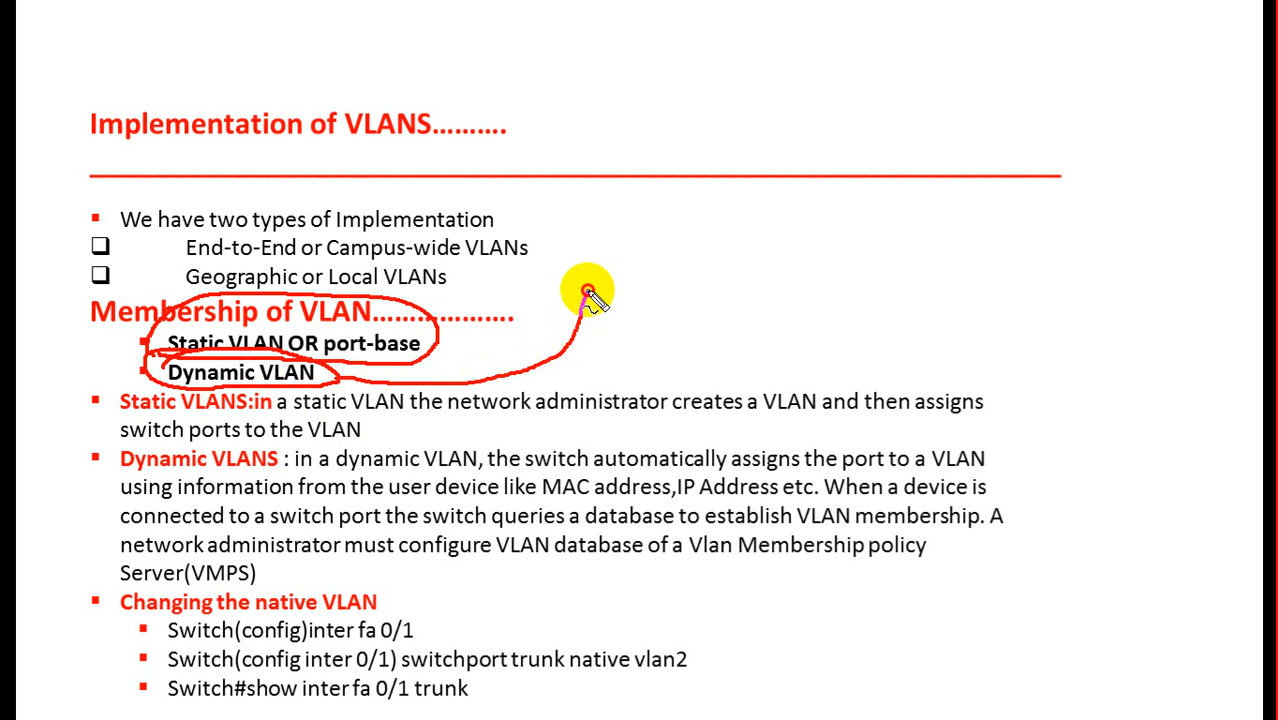 Implementation of VLANS……….
We have two types of Implementation
End-to-End or Campus-wide VLANs
Geographic or Local VLANs
Membership of VLAN……………….
Static VLAN OR port-base
Dynamic VLAN
Static VLANS:in a static VLAN the network administrator creates a VLAN and then assigns
switch ports to the VLAN
Dynamic VLANS : in a dynamic VLAN, the switch automatically assigns the port to a VLAN
using information from the user device like MAC address,IP Address etc. When a device is
connected to a switch port the switch queries a database to establish VLAN membership. A
network administrator must configure VLAN database of a Vlan Membership policy
Server(VMPS)
Changing the native VLAN
Switch(config)inter fa 0/1
Switch(config inter 0/1) switchport trunk native vlan2
Switch#show inter fa 0/1 trunk